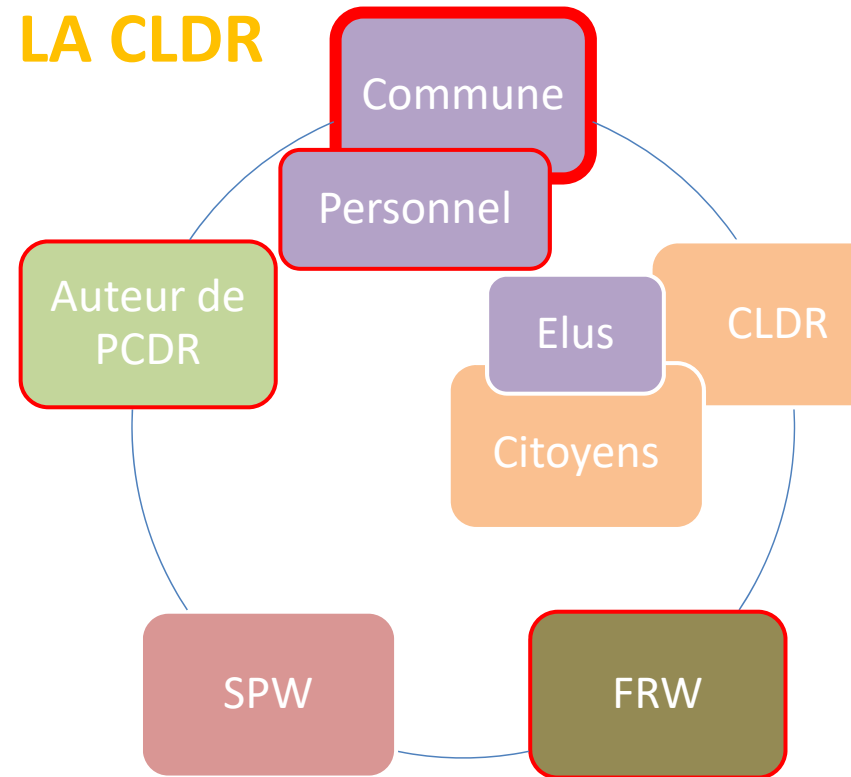 LA CLDR
Commune
Personnel
Auteur de
PCDR
Elus
CLDR
Citoyens
SPW
FRW